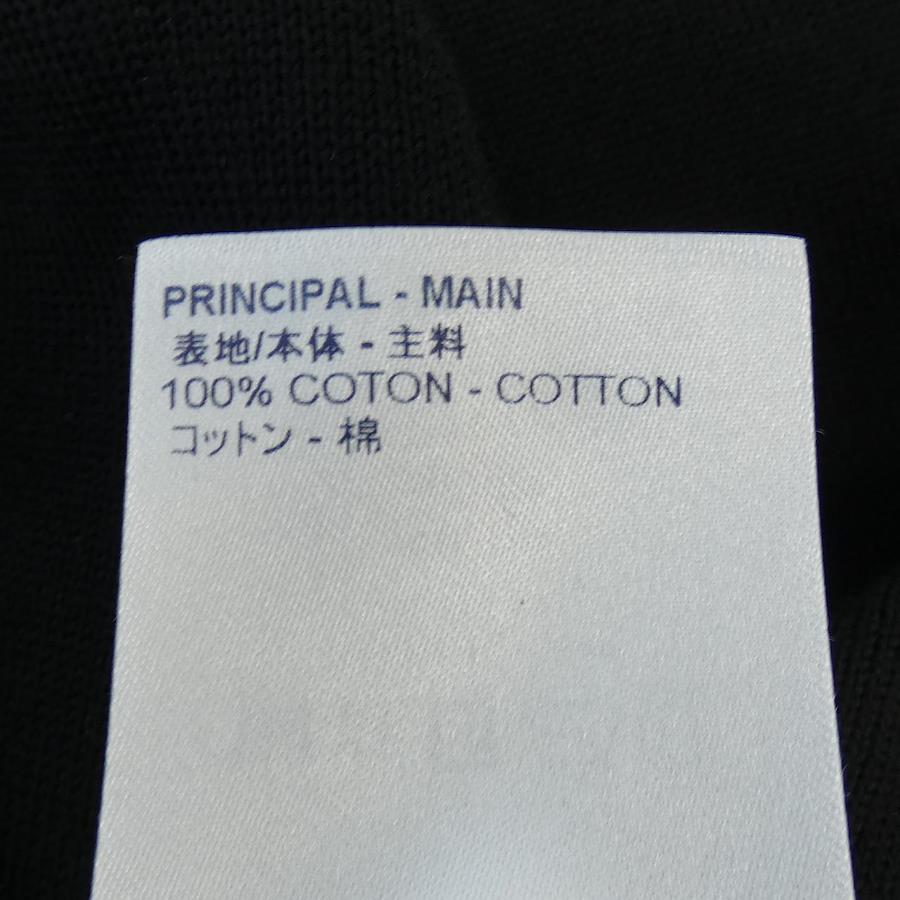 PRINCIPAL - MAIN
表地/本体 - 主料
100% COTON - COTTON
コットン - 棉